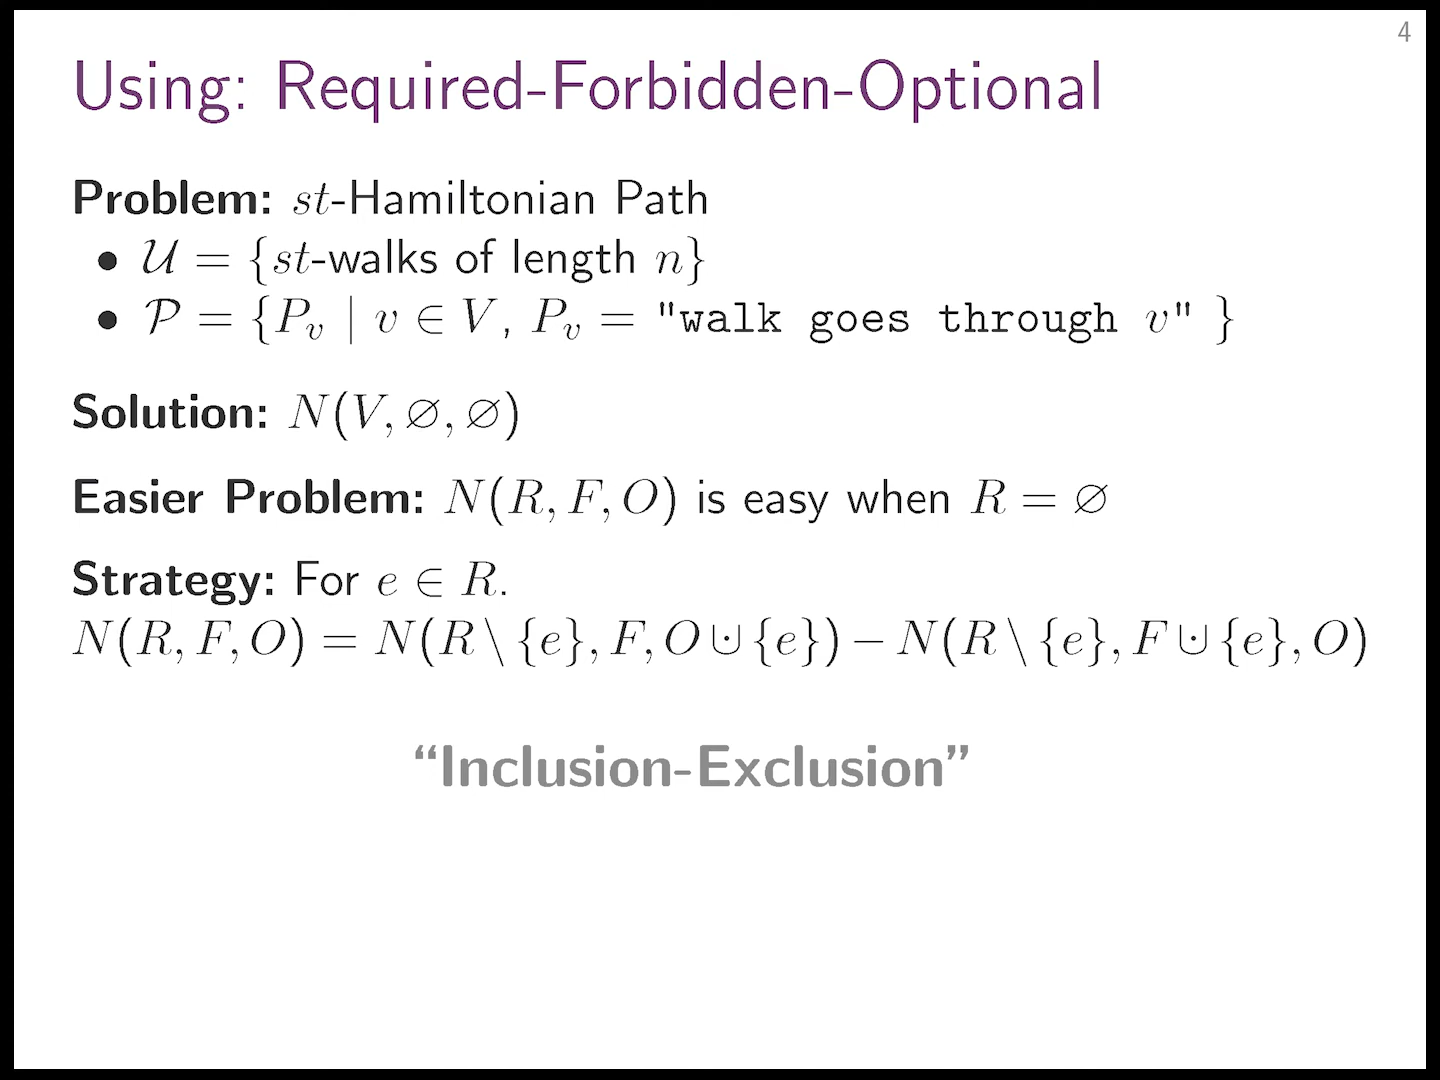 4
Using: Required-Forbidden-Optional
Problem: st-Hamiltonian Path
• 𝒰 = {st-walks of length n}
• 𝒫 = {P_v | v ∈ V, P_v = "walk goes through v" }
Solution: N(V, ∅, ∅)
Easier Problem: N(R, F, O) is easy when R = ∅
Strategy: For e ∈ R.
N(R, F, O) = N(R \ {e}, F, O ⊍ {e}) − N(R \ {e}, F ⊍ {e}, O)
“Inclusion-Exclusion”